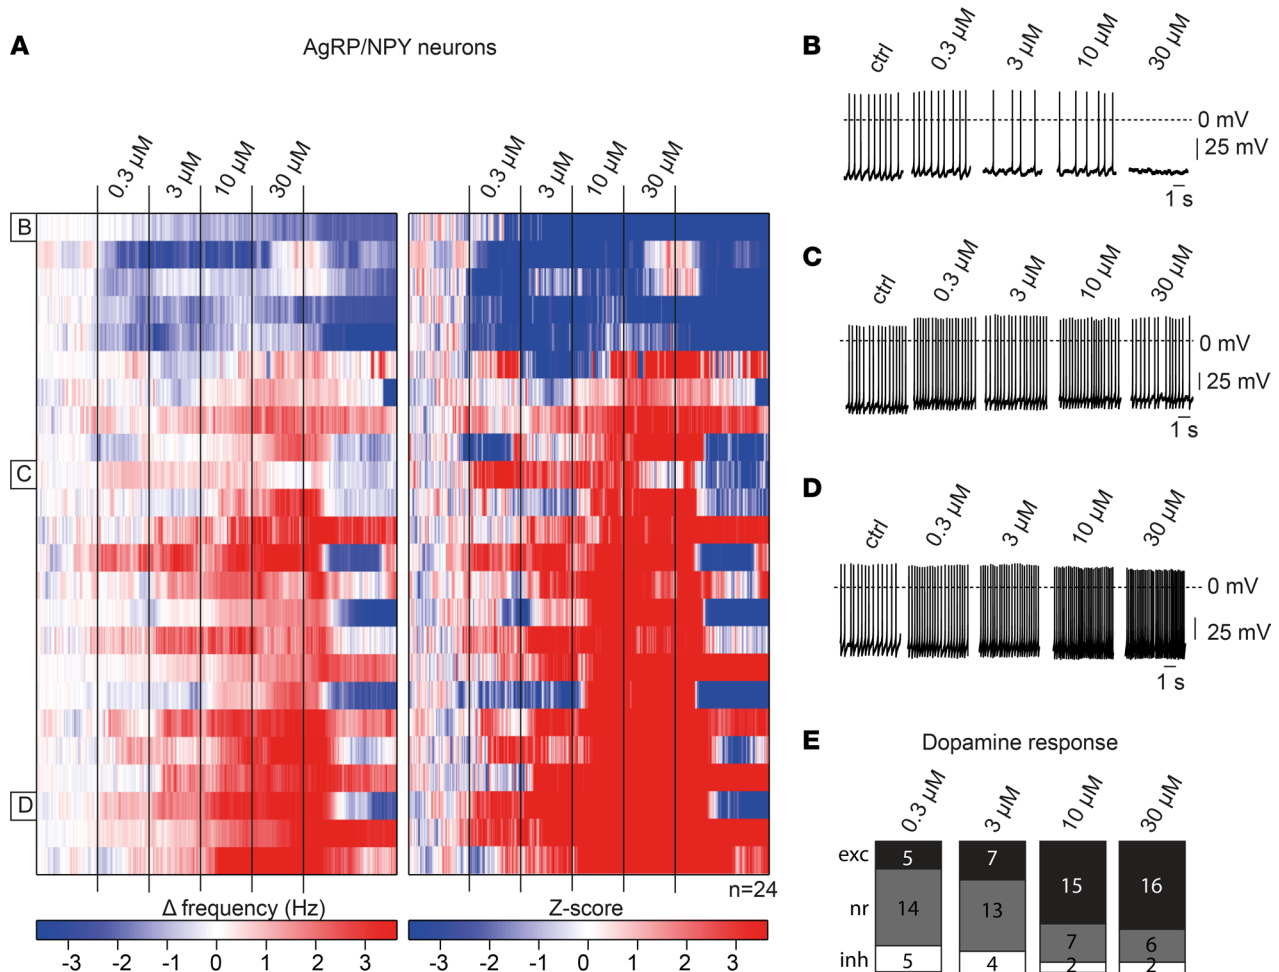 A
AgRP/NPY neurons
0.3 µM 3 µM 10 µM 30 µM
0.3 µM 3 µM 10 µM 30 µM
B
C
D
n=24
Δ frequency (Hz)
-3 -2 -1 0 1 2 3
Z-score
-3 -2 -1 0 1 2 3
B
ctrl 0.3 µM 3 µM 10 µM 30 µM
0 mV
25 mV
1 s
C
ctrl 0.3 µM 3 µM 10 µM 30 µM
0 mV
25 mV
1 s
D
ctrl 0.3 µM 3 µM 10 µM 30 µM
0 mV
25 mV
1 s
E
Dopamine response
0.3 µM 3 µM 10 µM 30 µM
exc 5 7 15 16
nr 14 13 7 6
inh 5 4 2 2